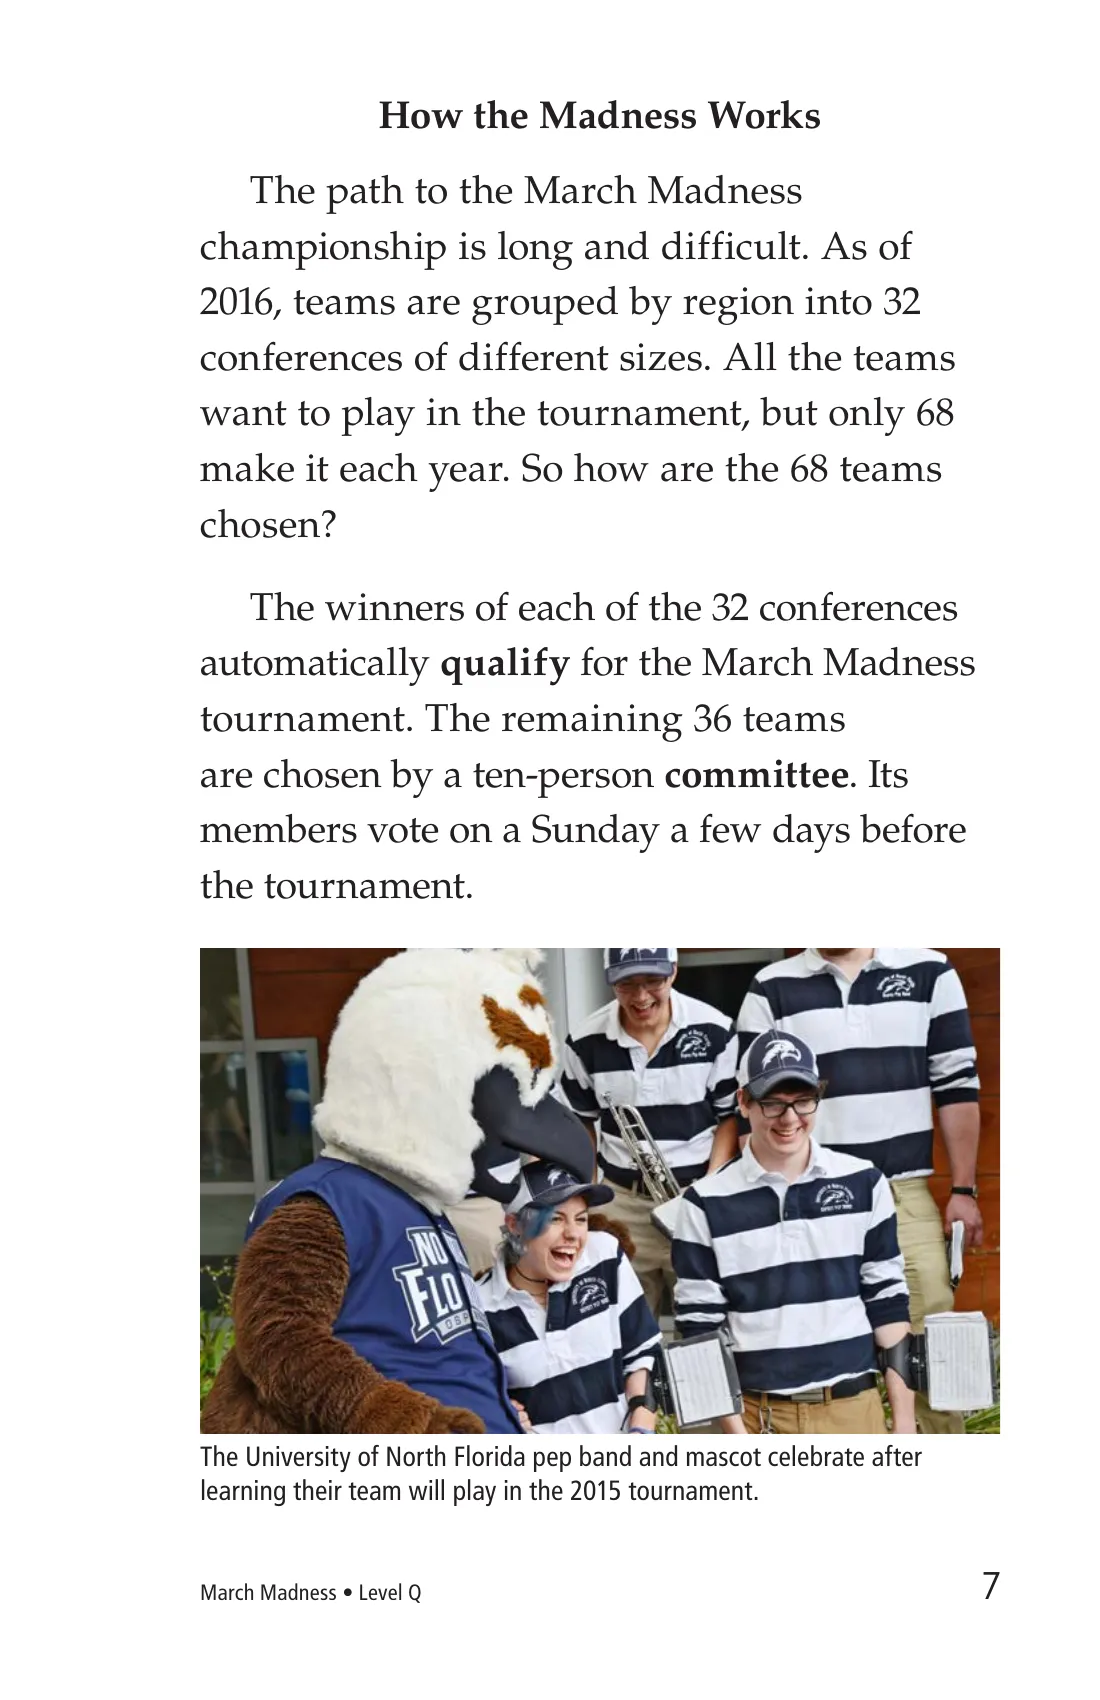 How the Madness Works
The path to the March Madness
championship is long and difficult. As of
2016, teams are grouped by region into 32
conferences of different sizes. All the teams
want to play in the tournament, but only 68
make it each year. So how are the 68 teams
chosen?
The winners of each of the 32 conferences
automatically qualify for the March Madness
tournament. The remaining 36 teams
are chosen by a ten-person committee. Its
members vote on a Sunday a few days before
the tournament.
NO
FLO
OSP
The University of North Florida pep band and mascot celebrate after
learning their team will play in the 2015 tournament.
March Madness • Level Q
7